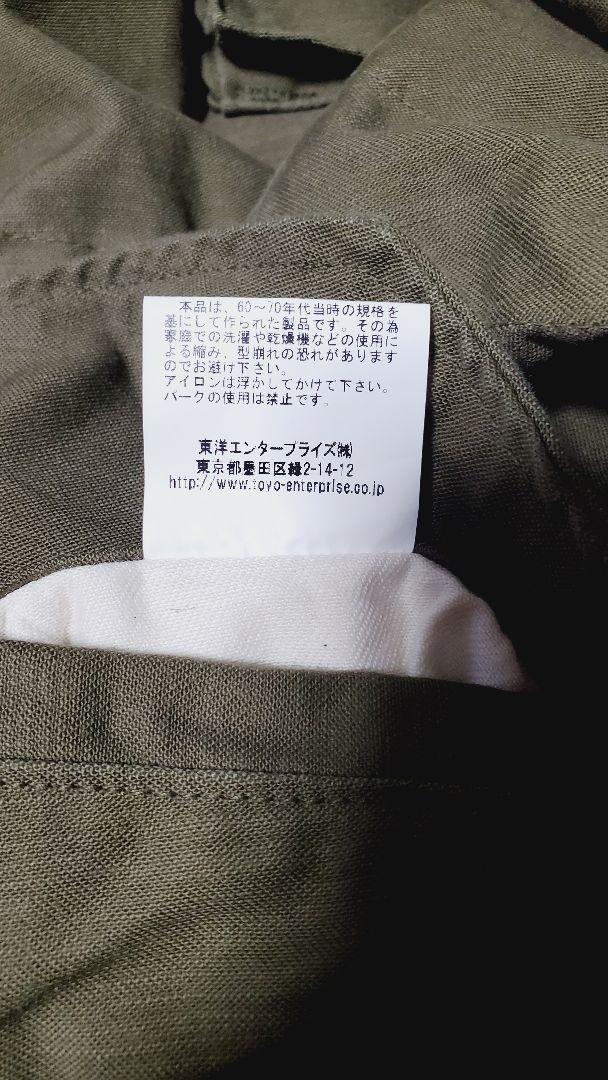 本品は、60～70年代当時の規格を
基にして作られた製品です。その為
家庭での洗濯や乾燥機などの使用に
よる縮み、型崩れの恐れがあります
のでお避け下さい。
アイロンは浮かしてかけて下さい。
パークの使用は禁止です。
東洋エンタープライズ㈱
東京都墨田区緑2-14-12
http://www.toyo-enterprise.co.jp